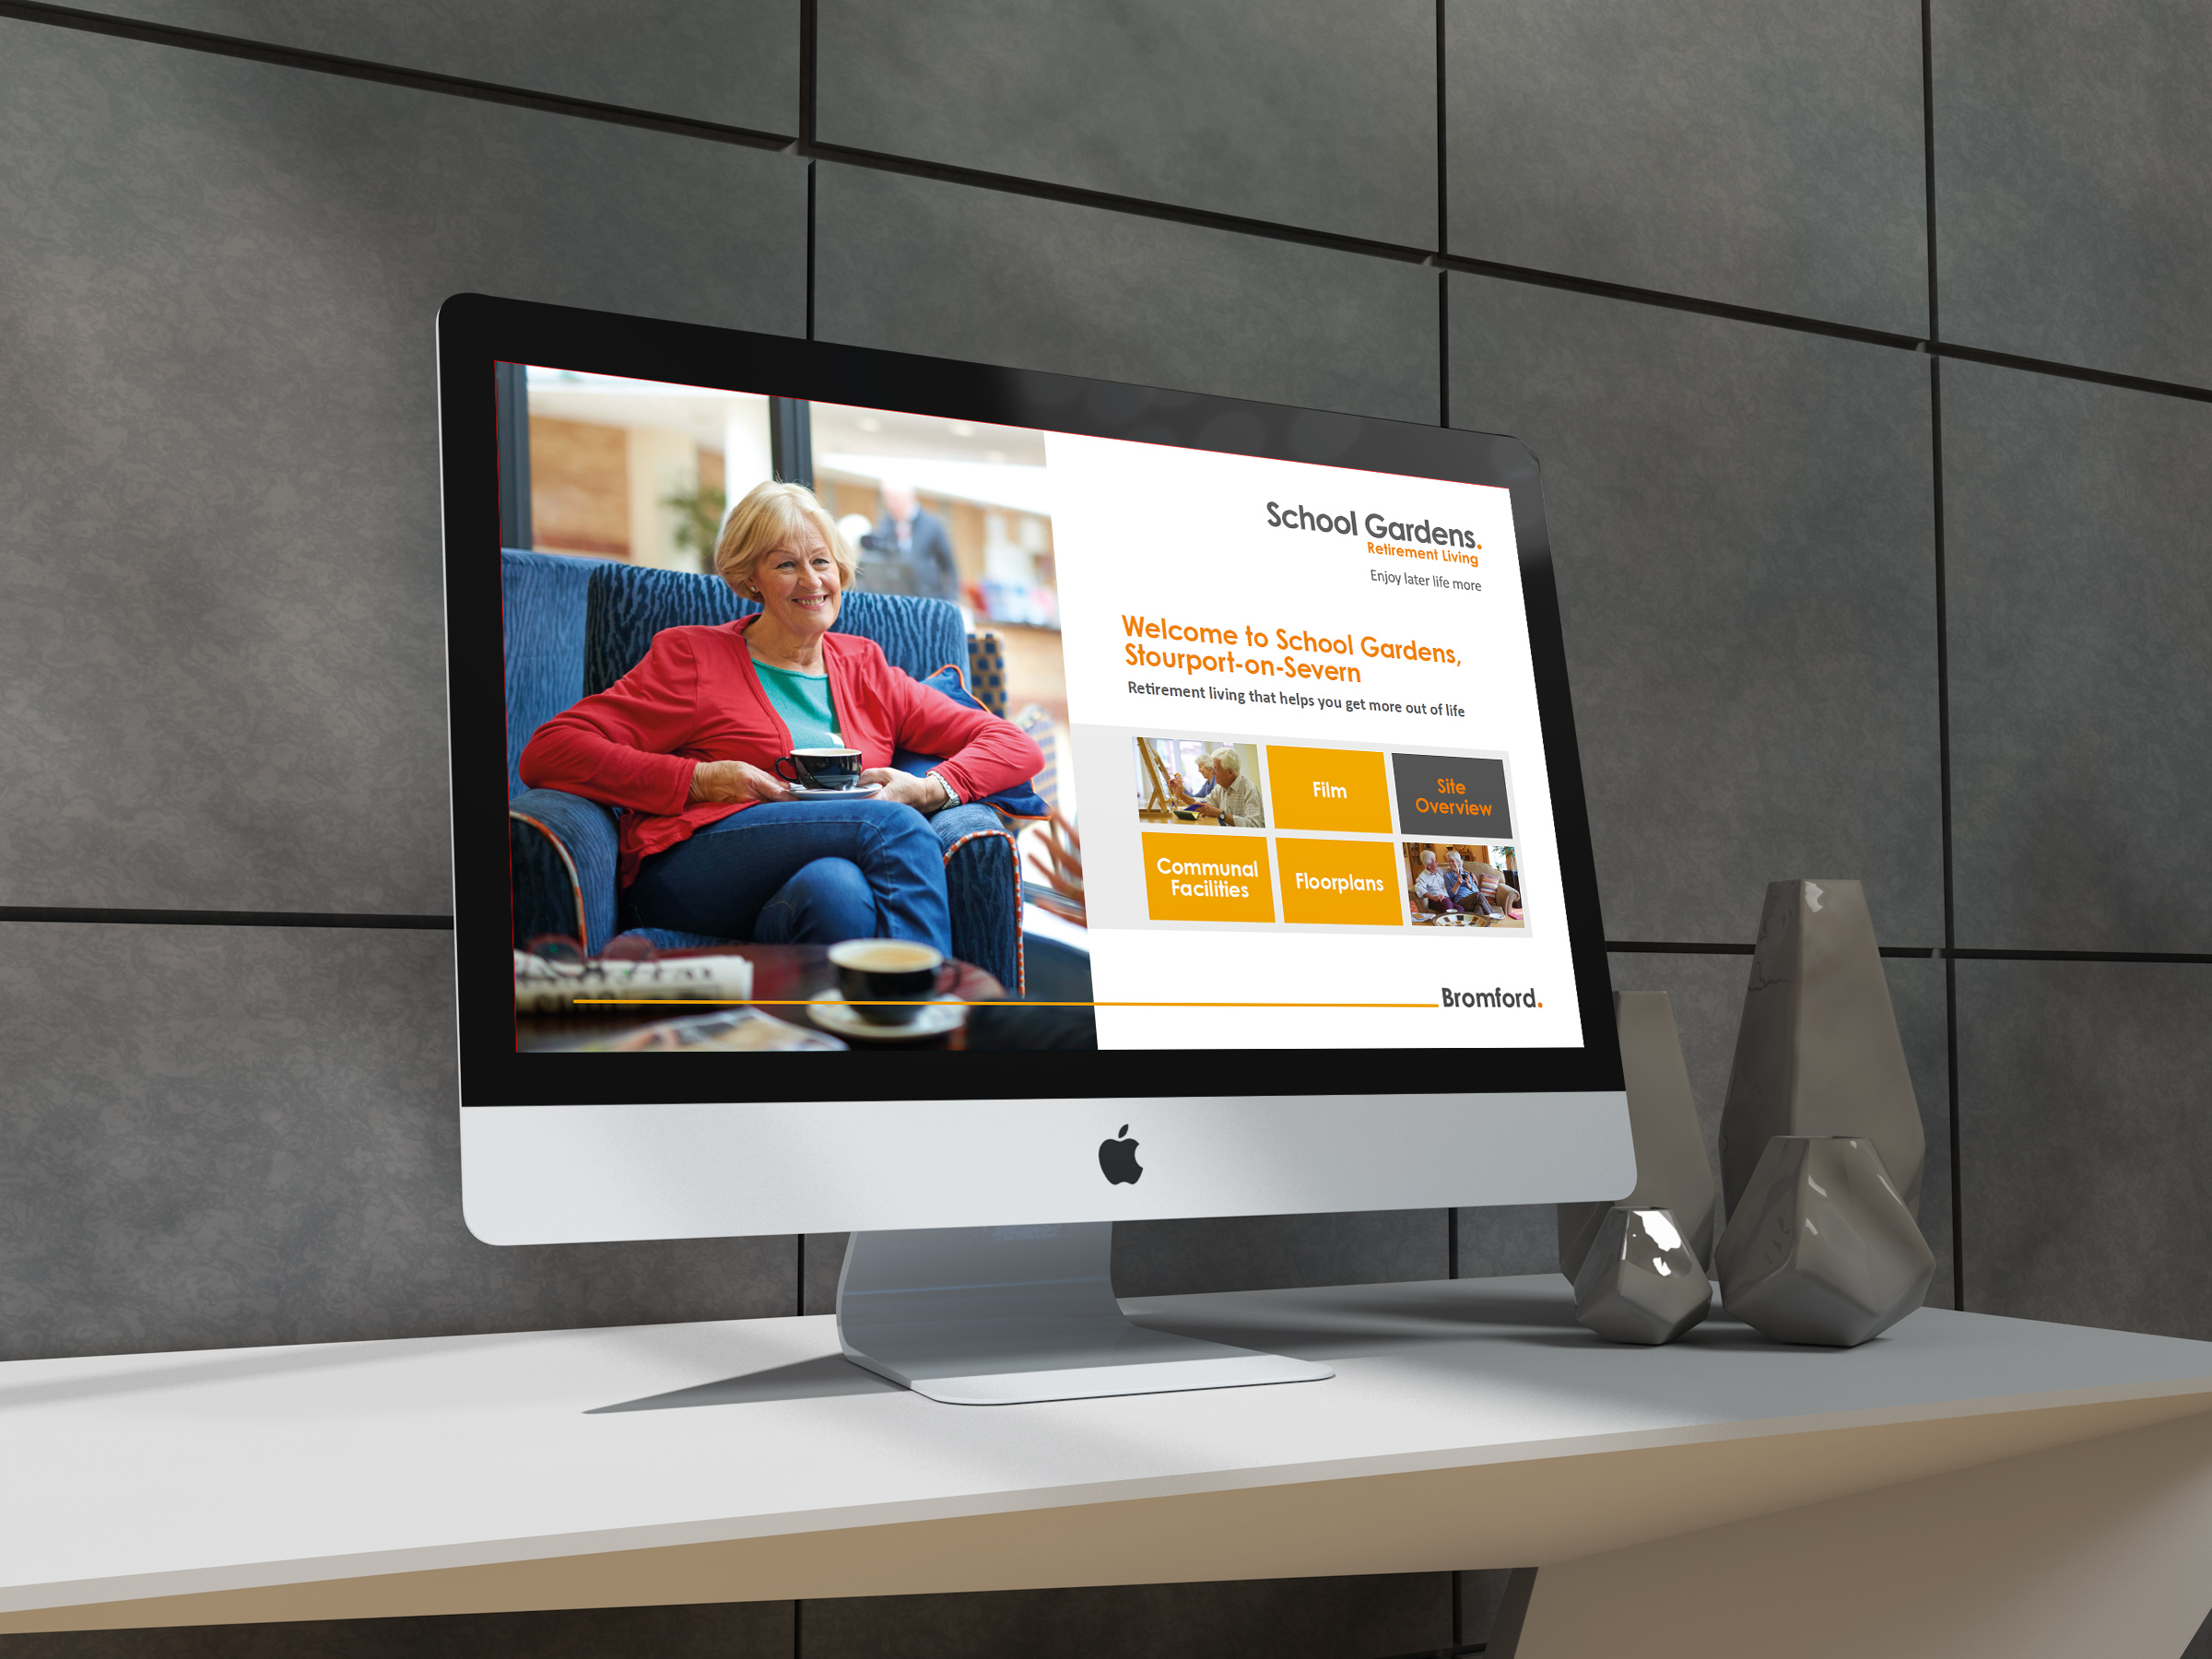 School Gardens.
Retirement Living
Enjoy later life more
Welcome to School Gardens,
Stourport-on-Severn
Retirement living that helps you get more out of life
Film
Site
Overview
Communal
Facilities
Floorplans
Bromford.